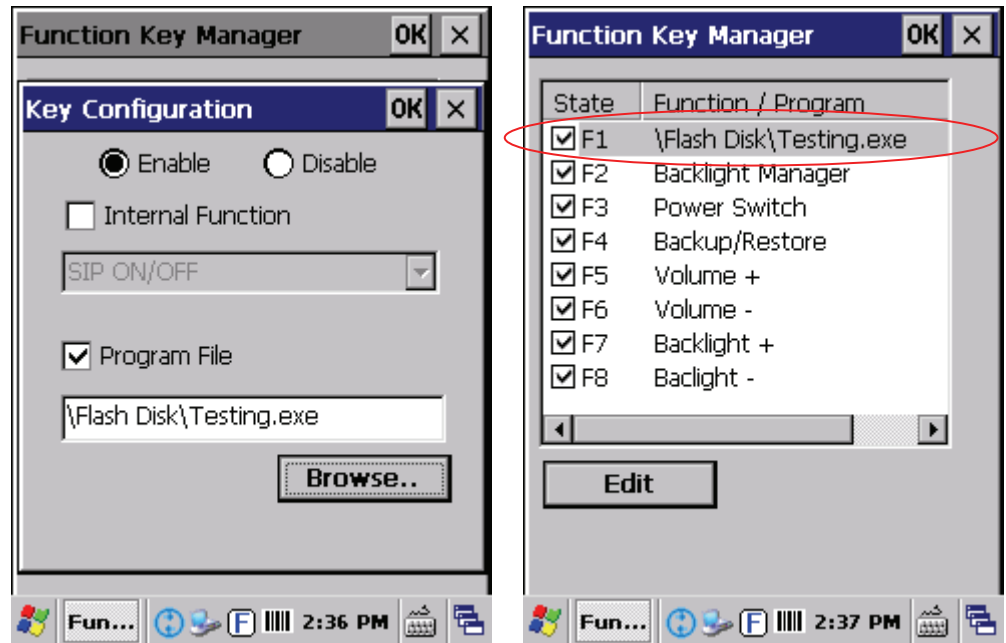 Function Key Manager OK ×
Key Configuration OK ×
Enable Disable
Internal Function
SIP ON/OFF
Program File
\Flash Disk\Testing.exe
Browse..
Fun... F 2:36 PM
Function Key Manager OK ×
State Function / Program
F1 \Flash Disk\Testing.exe
F2 Backlight Manager
F3 Power Switch
F4 Backup/Restore
F5 Volume +
F6 Volume -
F7 Backlight +
F8 Baclight -
Edit
Fun... F 2:37 PM